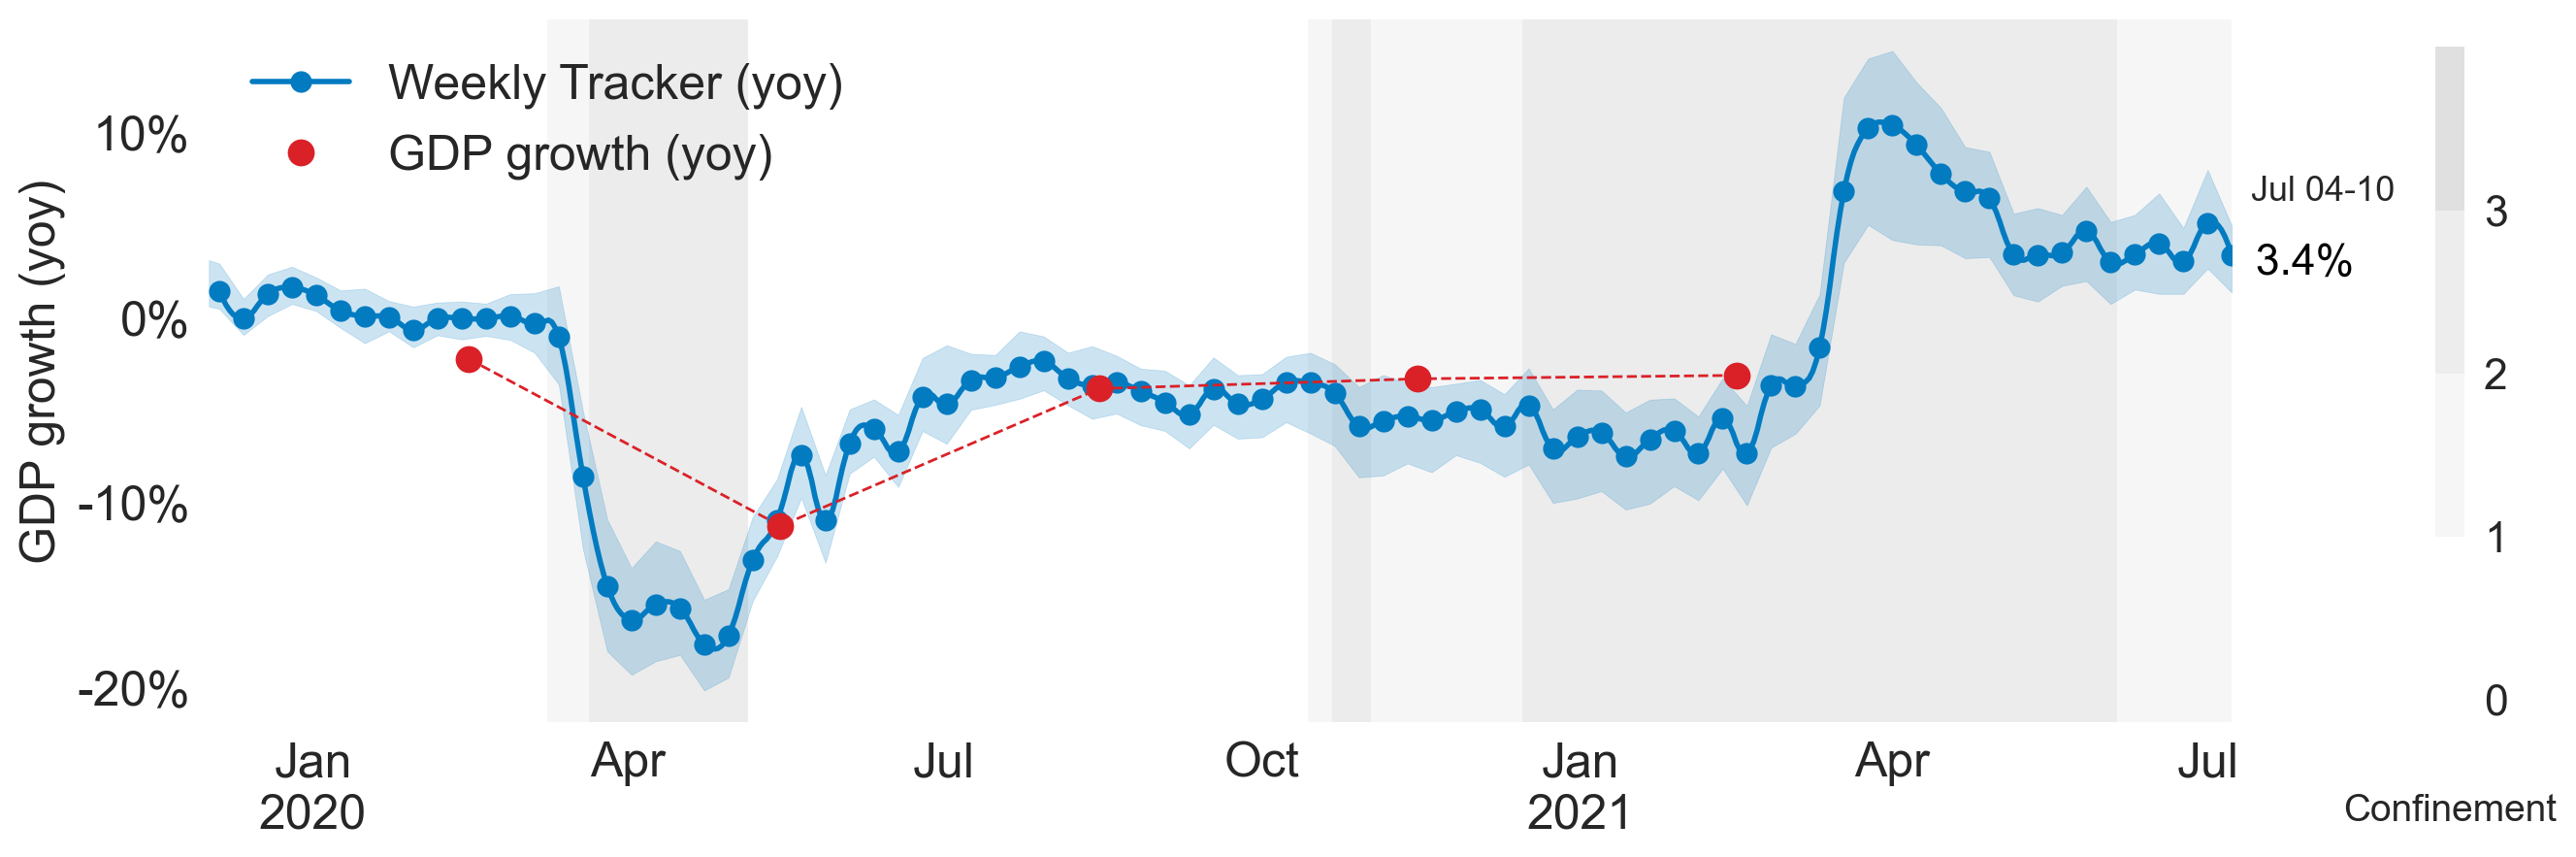 Weekly Tracker (yoy)
GDP growth (yoy)
GDP growth (yoy)
10%
0%
-10%
-20%
Jan
2020
Apr
Jul
Oct
Jan
2021
Apr
Jul
Jul 04-10
3.4%
3
2
1
0
Confinement